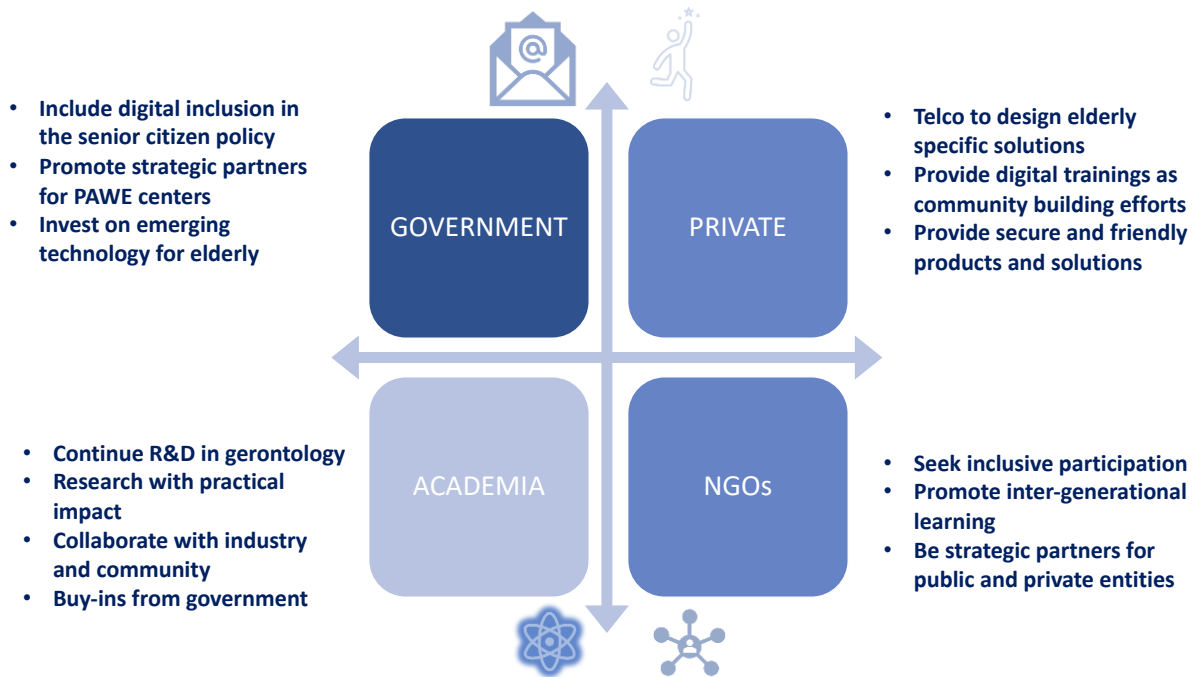 @
• Include digital inclusion in
the senior citizen policy
• Promote strategic partners
for PAWE centers
• Invest on emerging
technology for elderly
GOVERNMENT
PRIVATE
• Telco to design elderly
specific solutions
• Provide digital trainings as
community building efforts
• Provide secure and friendly
products and solutions
• Continue R&D in gerontology
• Research with practical
impact
• Collaborate with industry
and community
• Buy-ins from government
ACADEMIA
NGOs
• Seek inclusive participation
• Promote inter-generational
learning
• Be strategic partners for
public and private entities